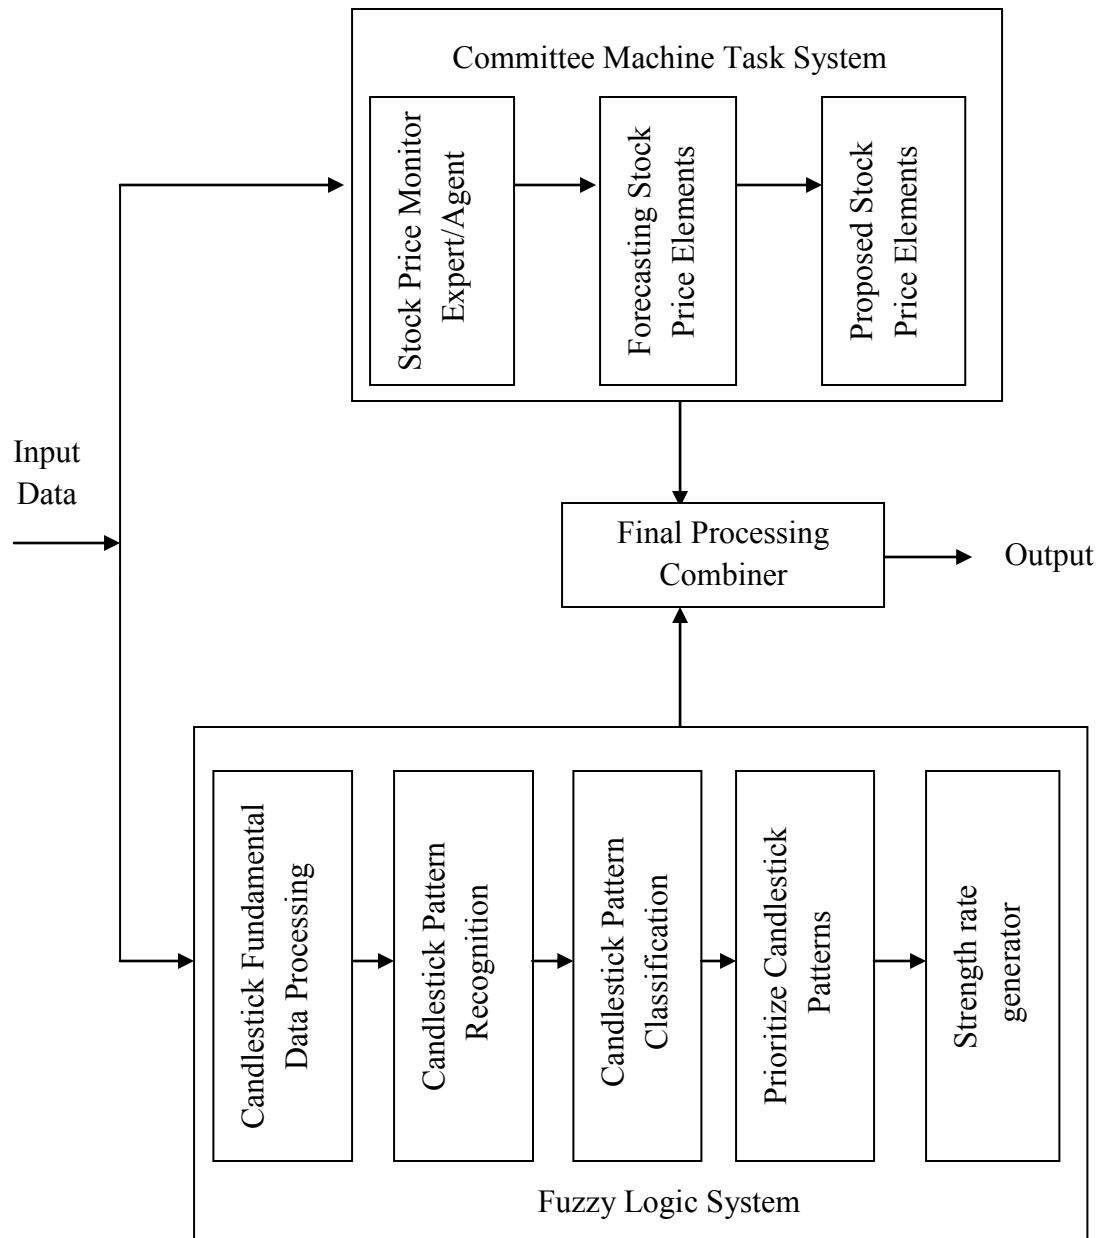 Committee Machine Task System
Stock Price Monitor
Expert/Agent
Forecasting Stock
Price Elements
Proposed Stock
Price Elements
Input
Data
Final Processing
Combiner
Output
Candlestick Fundamental
Data Processing
Candlestick Pattern
Recognition
Candlestick Pattern
Classification
Prioritize Candlestick
Patterns
Strength rate
generator
Fuzzy Logic System